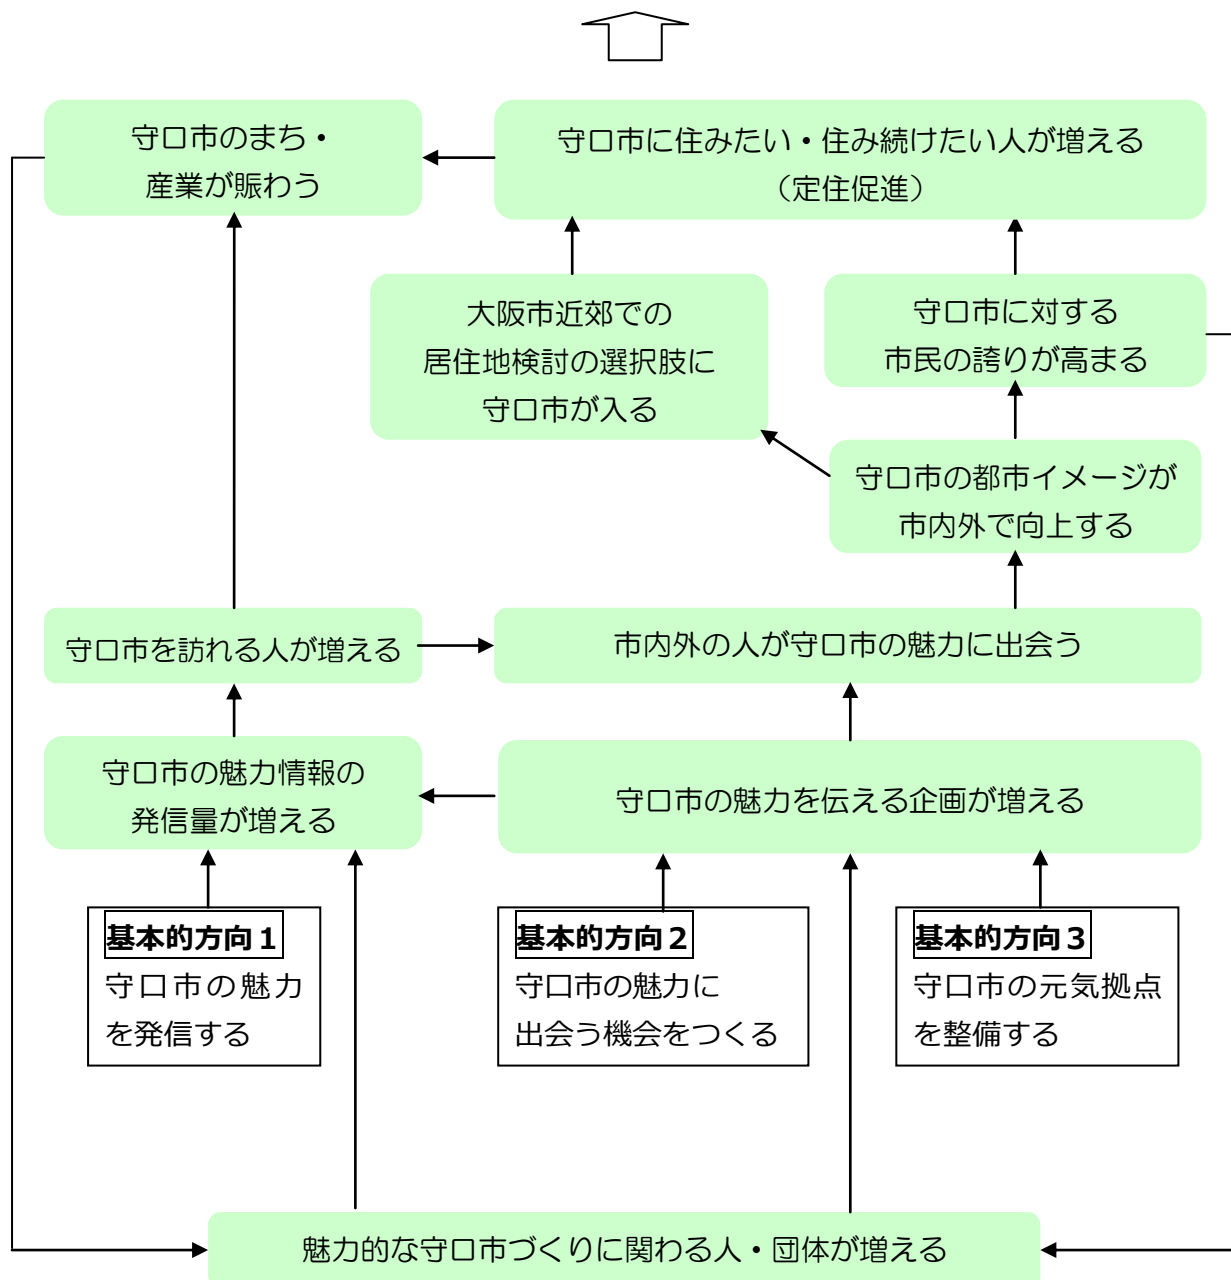 守口市のまち・
産業が賑わう
守口市に住みたい・住み続けたい人が増える
（定住促進）
大阪市近郊での
居住地検討の選択肢に
守口市が入る
守口市に対する
市民の誇りが高まる
守口市の都市イメージが
市内外で向上する
守口市を訪れる人が増える
市内外の人が守口市の魅力に出会う
守口市の魅力情報の
発信量が増える
守口市の魅力を伝える企画が増える
基本的方向１
守口市の魅力
を発信する
基本的方向２
守口市の魅力に
出会う機会をつくる
基本的方向３
守口市の元気拠点
を整備する
魅力的な守口市づくりに関わる人・団体が増える